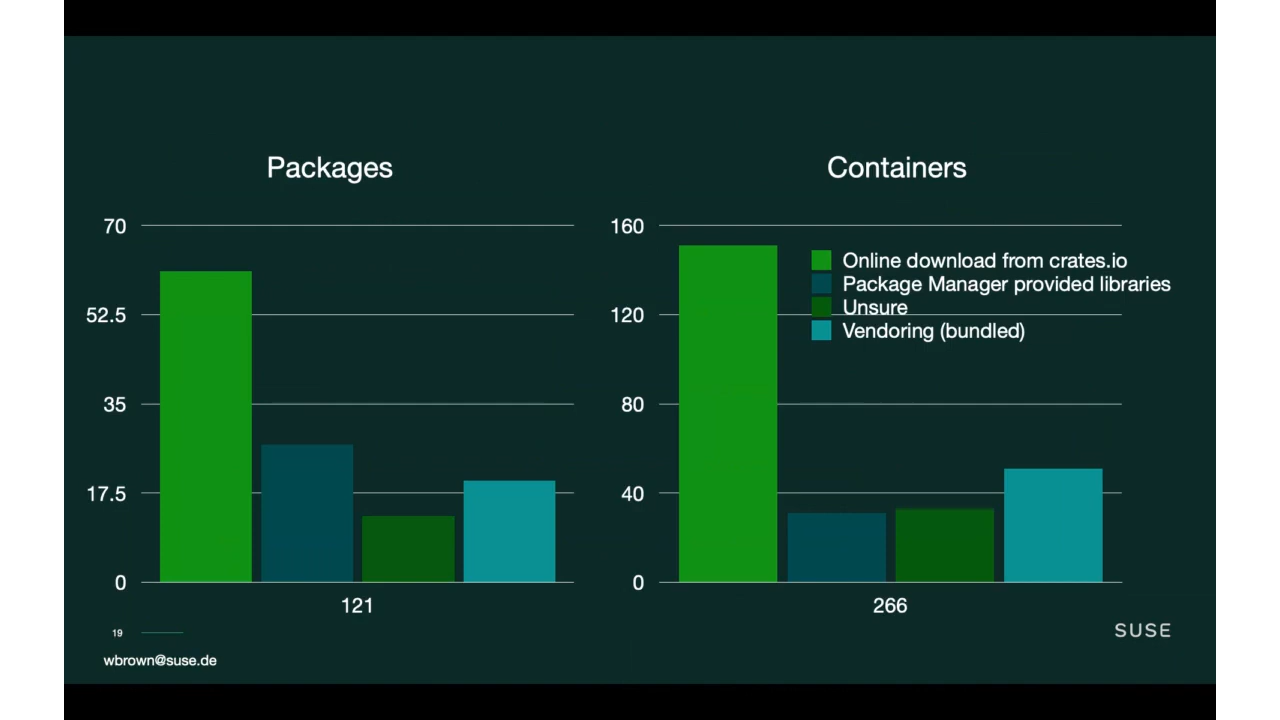 Packages
70
52.5
35
17.5
0
121
Containers
160
120
80
40
0
266
Online download from crates.io
Package Manager provided libraries
Unsure
Vendoring (bundled)
19
wbrown@suse.de
SUSE